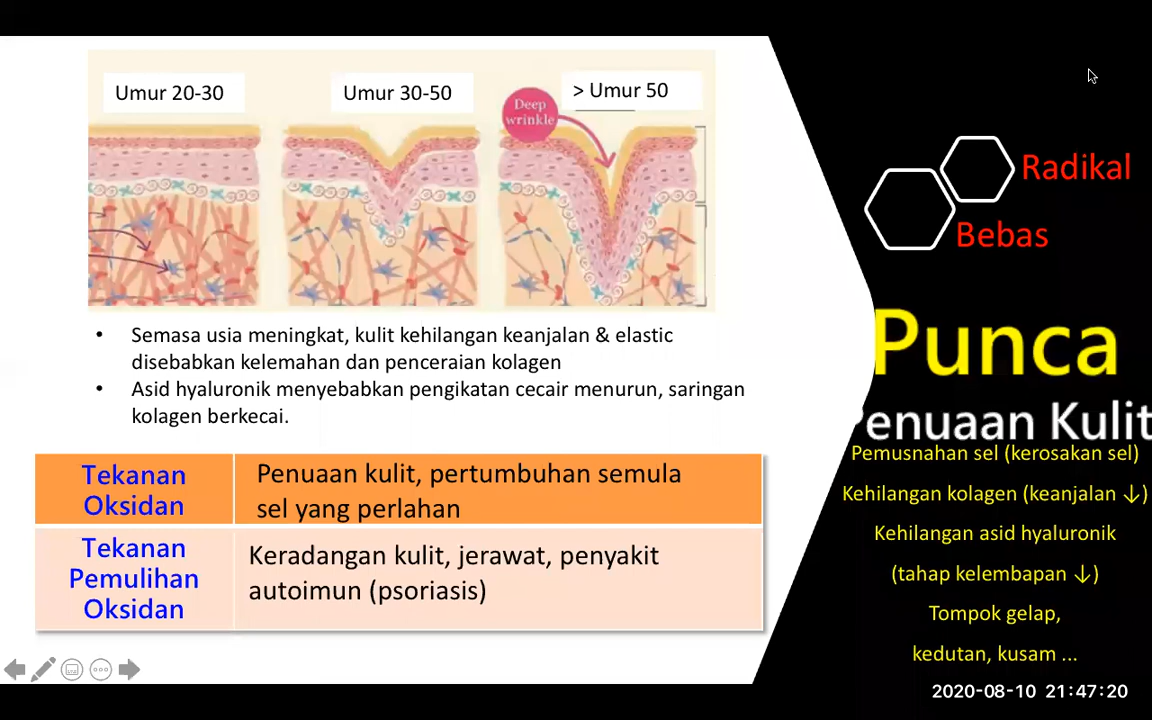 Umur 20-30
Umur 30-50
> Umur 50
Deep
wrinkle
• Semasa usia meningkat, kulit kehilangan keanjalan & elastic
disebabkan kelemahan dan penceraian kolagen
• Asid hyaluronik menyebabkan pengikatan cecair menurun, saringan
kolagen berkecai.
Tekanan
Oksidan
Penuaan kulit, pertumbuhan semula
sel yang perlahan
Tekanan
Pemulihan
Oksidan
Keradangan kulit, jerawat, penyakit
autoimun (psoriasis)
Radikal
Bebas
Punca
Penuaan Kulit
Pemusnahan sel (kerosakan sel)
Kehilangan kolagen (keanjalan ↓)
Kehilangan asid hyaluronik
(tahap kelembapan ↓)
Tompok gelap,
kedutan, kusam ...
2020-08-10 21:47:20